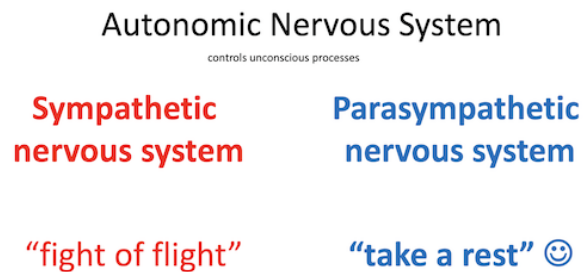 Autonomic Nervous System
controls unconscious processes
Sympathetic
nervous system
Parasympathetic
nervous system
“fight of flight”
“take a rest” ☺